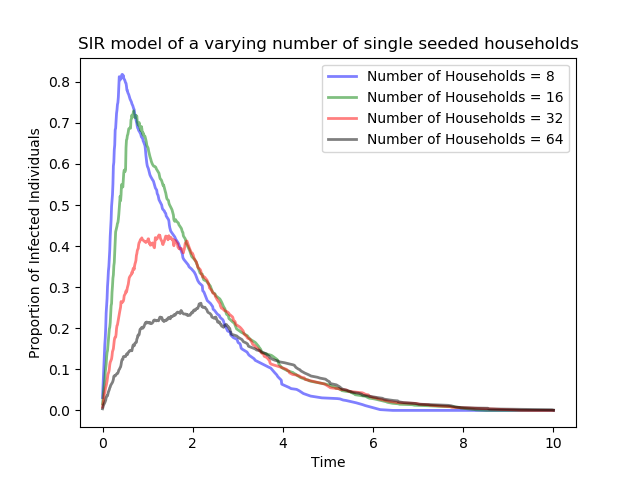 SIR model of a varying number of single seeded households
Number of Households = 8
Number of Households = 16
Number of Households = 32
Number of Households = 64
Proportion of Infected Individuals
0.8
0.7
0.6
0.5
0.4
0.3
0.2
0.1
0.0
0 2 4 6 8 10
Time